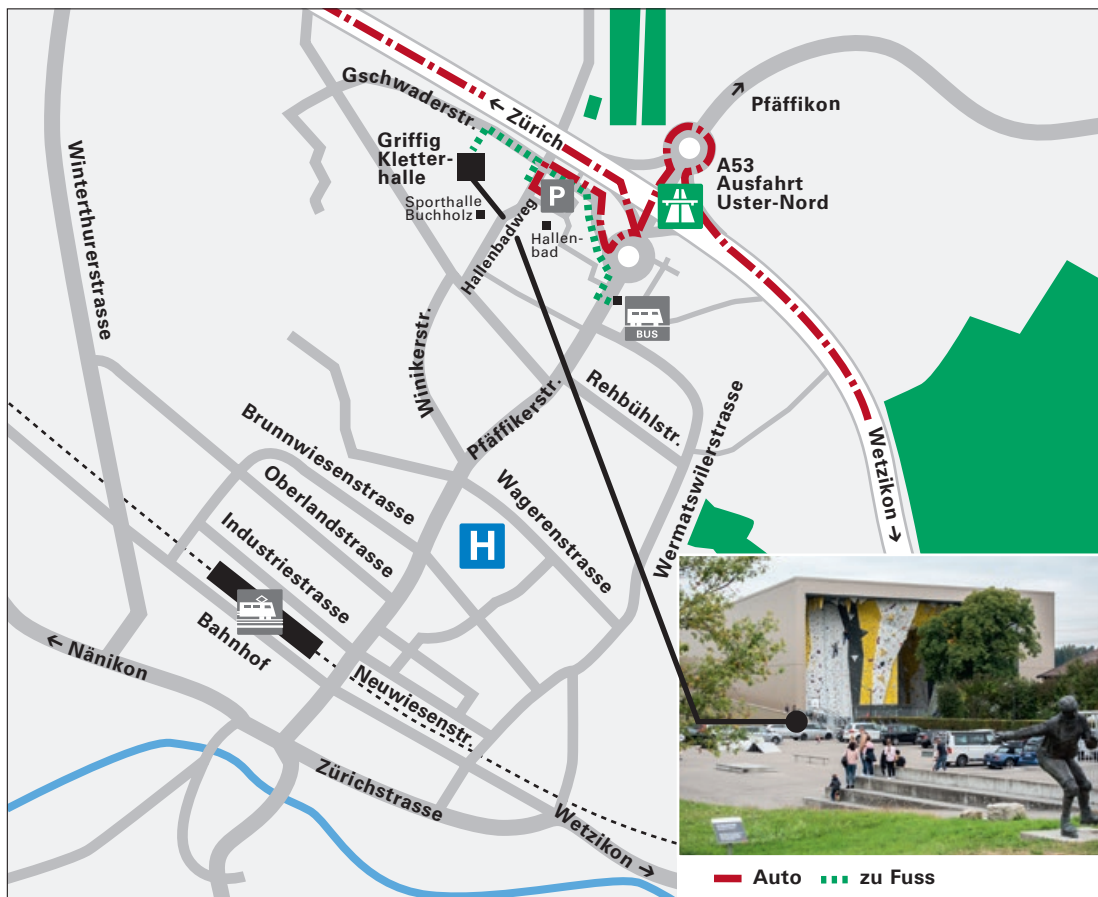 Gschwaderstr.
← Zürich
Pfäffikon
Griffig
Kletter-
halle
A53
Ausfahrt
Uster-Nord
P
Sporthalle
Buchholz
Hallenbadweg
Hallen-
bad
BUS
Winterthurerstrasse
Winikerstr.
Pfäffikerstr.
Rehbühlstr.
Wermatswilerstrasse
Wetzikon →
Brunnwiesenstrasse
Oberlandstrasse
Industriestrasse
Wagerenstrasse
H
Bahnhof
← Nänikon
Neuwiesenstr.
Zürichstrasse
Wetzikon →
Auto
zu Fuss